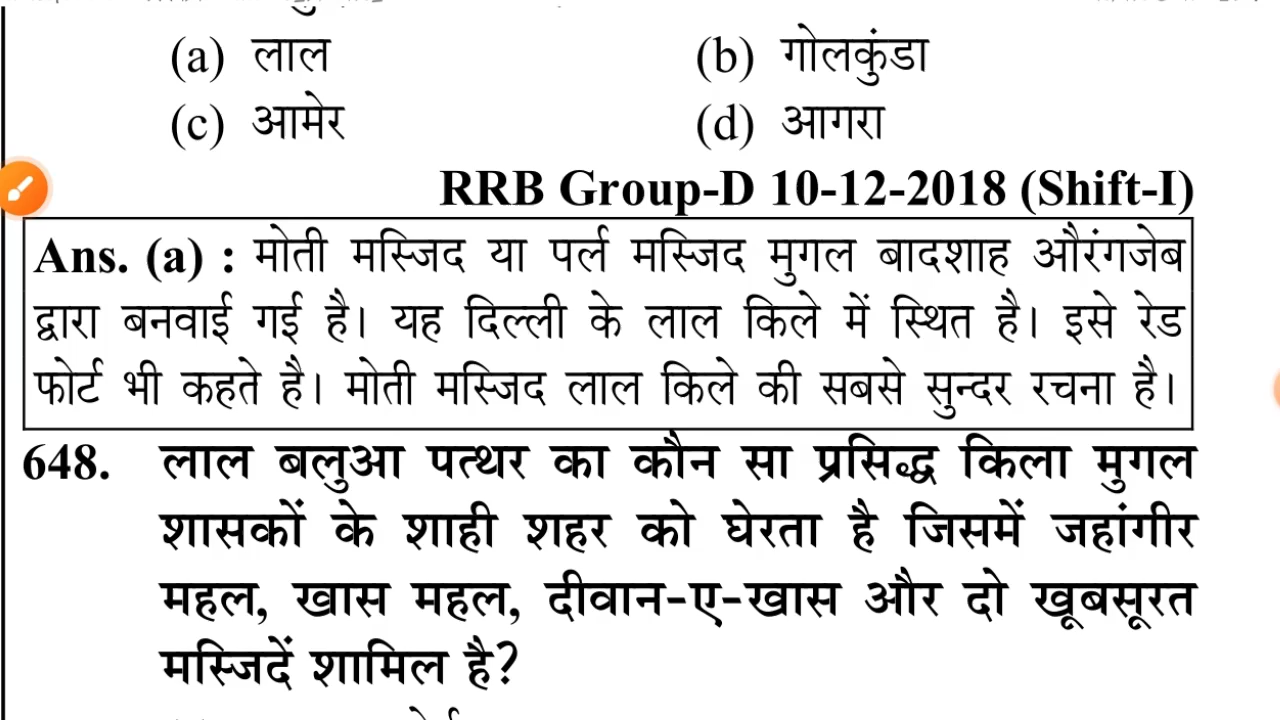 (a) लाल (b) गोलकुंडा
(c) आमेर (d) आगरा
RRB Group-D 10-12-2018 (Shift-I)
Ans. (a) : मोती मस्जिद या पर्ल मस्जिद मुगल बादशाह औरंगजेब
द्वारा बनवाई गई है। यह दिल्ली के लाल किले में स्थित है। इसे रेड
फोर्ट भी कहते है। मोती मस्जिद लाल किले की सबसे सुन्दर रचना है।
648. लाल बलुआ पत्थर का कौन सा प्रसिद्ध किला मुगल
शासकों के शाही शहर को घेरता है जिसमें जहांगीर
महल, खास महल, दीवान-ए-खास और दो खूबसूरत
मस्जिदें शामिल है?